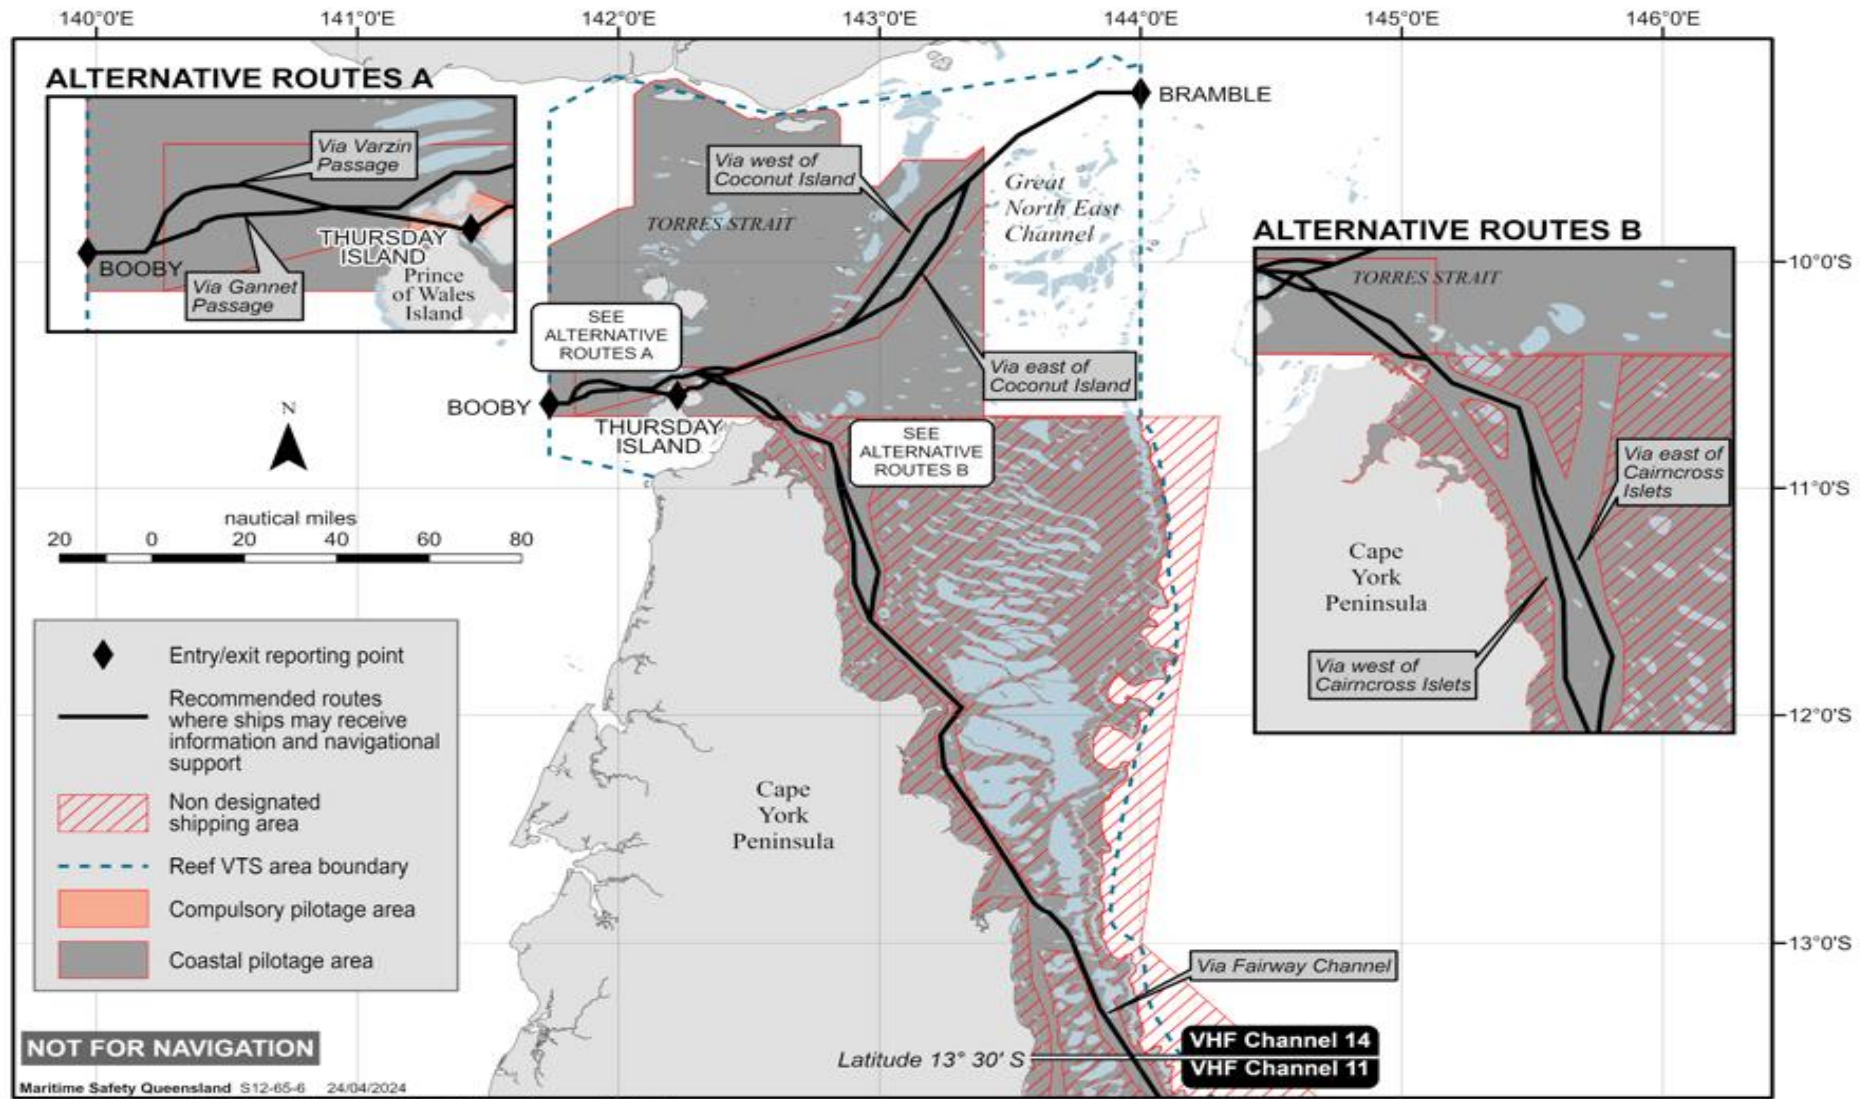 140°0'E
141°0'E
142°0'E
143°0'E
144°0'E
145°0'E
146°0'E
ALTERNATIVE ROUTES A
Via Varzin
Passage
THURSDAY
ISLAND
BOOBY
Prince
of Wales
Island
Via Gannet
Passage
BRAMBLE
Via west of
Coconut Island
Great
North East
Channel
TORRES STRAIT
SEE
ALTERNATIVE
ROUTES A
Via east of
Coconut Island
BOOBY
THURSDAY
ISLAND
SEE
ALTERNATIVE
ROUTES B
ALTERNATIVE ROUTES B
TORRES STRAIT
Via east of
Cairncross
Islets
Cape
York
Peninsula
Via west of
Cairncross Islets
10°0'S
11°0'S
12°0'S
13°0'S
N
nautical miles
20 0 20 40 60 80
Entry/exit reporting point
Recommended routes
where ships may receive
information and navigational
support
Non designated
shipping area
Reef VTS area boundary
Compulsory pilotage area
Coastal pilotage area
Cape
York
Peninsula
Via Fairway Channel
Latitude 13° 30' S
VHF Channel 14
VHF Channel 11
NOT FOR NAVIGATION
Maritime Safety Queensland S12-65-6 24/04/2024